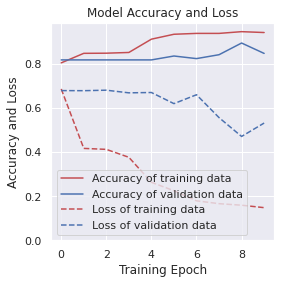 Model Accuracy and Loss
Accuracy and Loss
0.8
0.6
0.4
0.2
0.0
Accuracy of training data
Accuracy of validation data
Loss of training data
Loss of validation data
0 2 4 6 8
Training Epoch